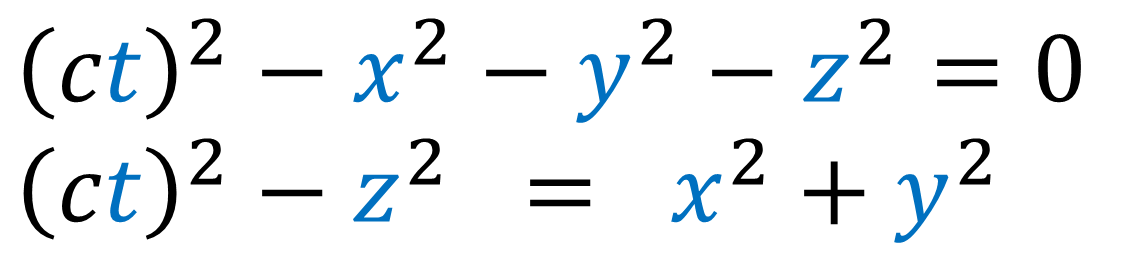 (ct)² − x² − y² − z² = 0
(ct)² − z² = x² + y²